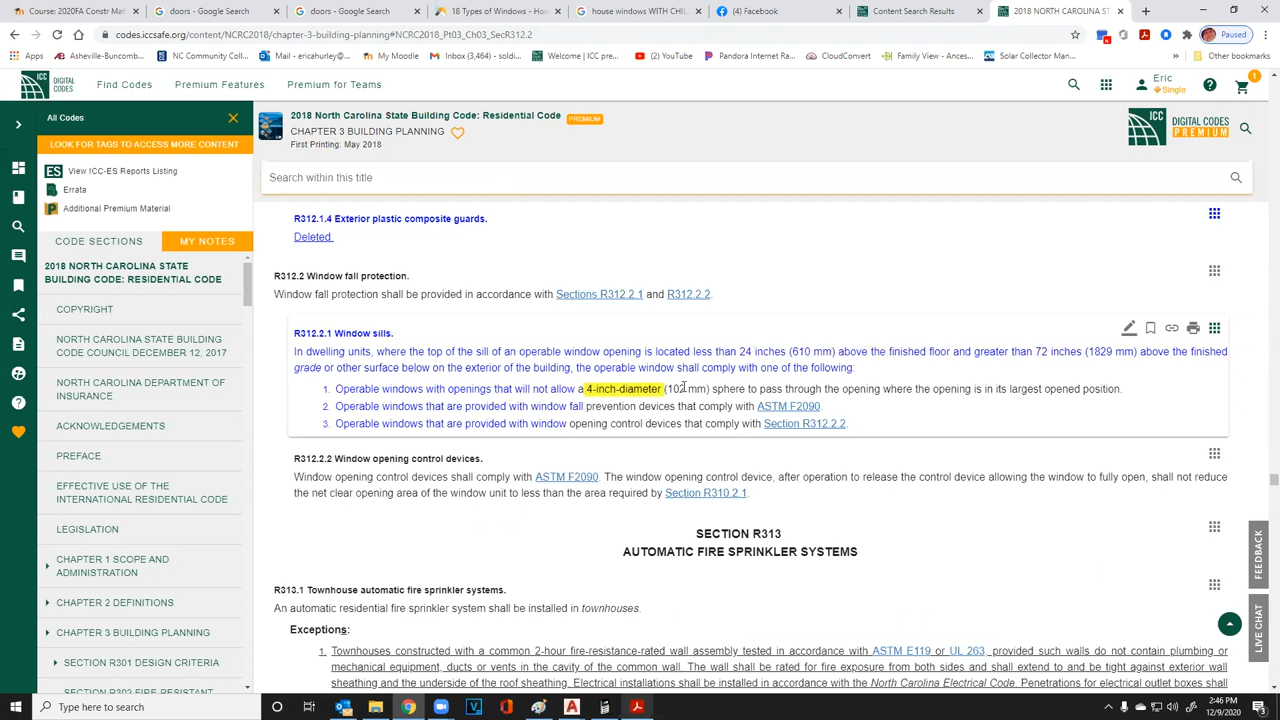 Course: 2020FA Const...
Mail - ericahurley@abte
18 Types of Windows - Hor
house windows with CHIL
(4) Facebook
Content Search Results
2018 NORTH CAROLINA ST
codes.iccsafe.org/content/NCRC2018/chapter-3-building-planning#NCRC2018_Pt03_Ch03_SecR312.2
Paused
Apps
Asheville-Buncomb...
NC Community Coll...
Mail - ericahurley@...
My Moodle
Inbox (3,464) - soldi...
Welcome | ICC pre...
(2) YouTube
Pandora Internet Ra...
CloudConvert
Family View - Ances...
Solar Collector Man...
Other bookmarks
ICC DIGITAL CODES
Find Codes
Premium Features
Premium for Teams
Eric
Single
1
All Codes
LOOK FOR TAGS TO ACCESS MORE CONTENT
ES View ICC-ES Reports Listing
Errata
P Additional Premium Material
CODE SECTIONS
MY NOTES
2018 NORTH CAROLINA STATE
BUILDING CODE: RESIDENTIAL CODE
COPYRIGHT
NORTH CAROLINA STATE BUILDING
CODE COUNCIL DECEMBER 12, 2017
NORTH CAROLINA DEPARTMENT OF
INSURANCE
ACKNOWLEDGEMENTS
PREFACE
EFFECTIVE USE OF THE
INTERNATIONAL RESIDENTIAL CODE
LEGISLATION
CHAPTER 1 SCOPE AND
ADMINISTRATION
CHAPTER 2 DEFINITIONS
CHAPTER 3 BUILDING PLANNING
SECTION R301 DESIGN CRITERIA
SECTION R302 FIRE-RESISTANT
2018 North Carolina State Building Code: Residential Code PREMIUM
CHAPTER 3 BUILDING PLANNING
First Printing: May 2018
ICC DIGITAL CODES PREMIUM
Search within this title
R312.1.4 Exterior plastic composite guards.
Deleted.
R312.2 Window fall protection.
Window fall protection shall be provided in accordance with Sections R312.2.1 and R312.2.2.
R312.2.1 Window sills.
In dwelling units, where the top of the sill of an operable window opening is located less than 24 inches (610 mm) above the finished floor and greater than 72 inches (1829 mm) above the finished
grade or other surface below on the exterior of the building, the operable window shall comply with one of the following:
1. Operable windows with openings that will not allow a 4-inch-diameter (102 mm) sphere to pass through the opening where the opening is in its largest opened position.
2. Operable windows that are provided with window fall prevention devices that comply with ASTM F2090.
3. Operable windows that are provided with window opening control devices that comply with Section R312.2.2.
R312.2.2 Window opening control devices.
Window opening control devices shall comply with ASTM F2090. The window opening control device, after operation to release the control device allowing the window to fully open, shall not reduce
the net clear opening area of the window unit to less than the area required by Section R310.2.1.
SECTION R313
AUTOMATIC FIRE SPRINKLER SYSTEMS
R313.1 Townhouse automatic fire sprinkler systems.
An automatic residential fire sprinkler system shall be installed in townhouses.
Exceptions:
1. Townhouses constructed with a common 2-hour fire-resistance-rated wall assembly tested in accordance with ASTM E119 or UL 263, provided such walls do not contain plumbing or
mechanical equipment, ducts or vents in the cavity of the common wall. The wall shall be rated for fire exposure from both sides and shall extend to and be tight against exterior wall
sheathing and the underside of the roof sheathing. Electrical installations shall be installed in accordance with the North Carolina Electrical Code. Penetrations for electrical outlet boxes shall
FEEDBACK
LIVE CHAT
Type here to search
2:46 PM
12/9/2020